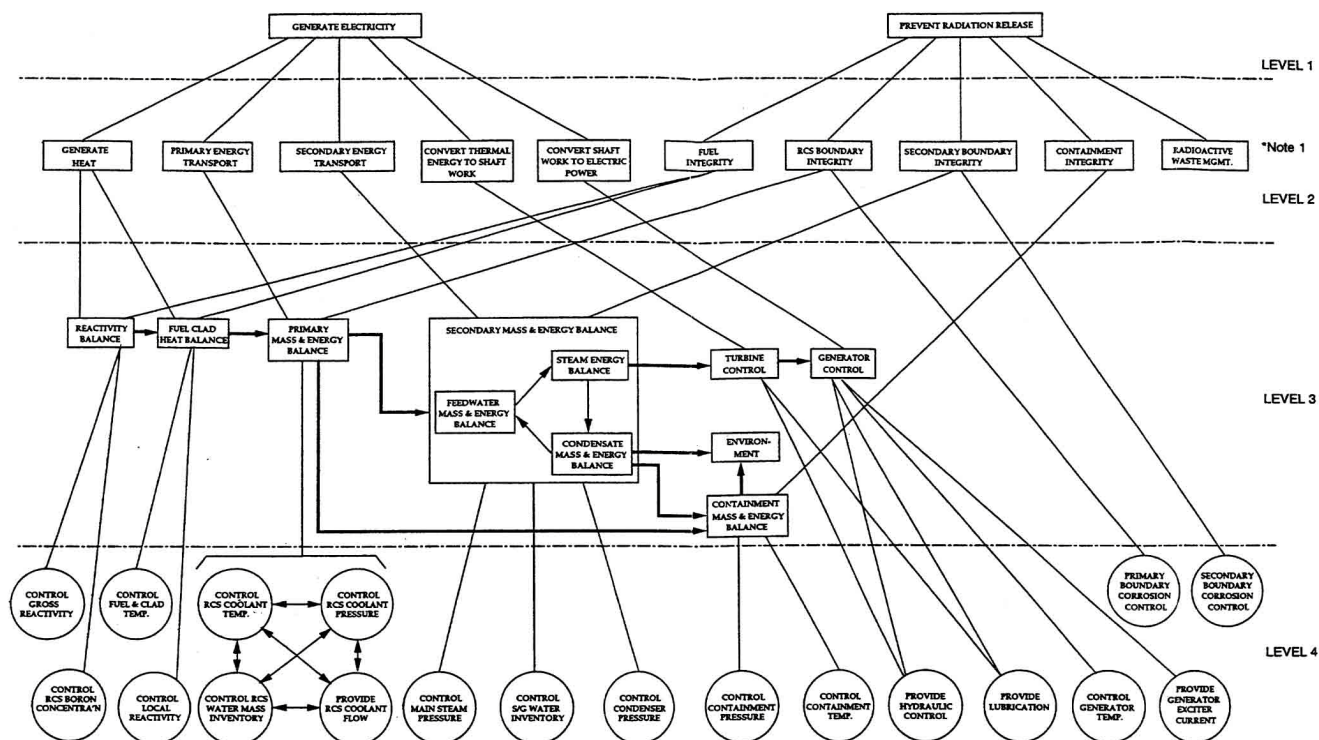 GENERATE ELECTRICITY
PREVENT RADIATION RELEASE
LEVEL 1
GENERATE
HEAT
PRIMARY ENERGY
TRANSPORT
SECONDARY ENERGY
TRANSPORT
CONVERT THERMAL
ENERGY TO SHAFT
WORK
CONVERT SHAFT
WORK TO ELECTRIC
POWER
FUEL
INTEGRITY
RCS BOUNDARY
INTEGRITY
SECONDARY BOUNDARY
INTEGRITY
CONTAINMENT
INTEGRITY
RADIOACTIVE
WASTE MGMT.
*Note 1
LEVEL 2
REACTIVITY
BALANCE
FUEL CLAD
HEAT BALANCE
PRIMARY
MASS & ENERGY
BALANCE
SECONDARY MASS & ENERGY BALANCE
STEAM ENERGY
BALANCE
FEEDWATER
MASS & ENERGY
BALANCE
CONDENSATE
MASS & ENERGY
BALANCE
TURBINE
CONTROL
GENERATOR
CONTROL
ENVIRON-
MENT
CONTAINMENT
MASS & ENERGY
BALANCE
LEVEL 3
CONTROL
GROSS
REACTIVITY
CONTROL
FUEL & CLAD
TEMP.
CONTROL
RCS COOLANT
TEMP.
CONTROL
RCS COOLANT
PRESSURE
PRIMARY
BOUNDARY
CORROSION
CONTROL
SECONDARY
BOUNDARY
CORROSION
CONTROL
LEVEL 4
CONTROL
RCS BORON
CONCENTRA'N
CONTROL
LOCAL
REACTIVITY
CONTROL RCS
WATER MASS
INVENTORY
PROVIDE
RCS COOLANT
FLOW
CONTROL
MAIN STEAM
PRESSURE
CONTROL
S/G WATER
INVENTORY
CONTROL
CONDENSER
PRESSURE
CONTROL
CONTAINMENT
PRESSURE
CONTROL
CONTAINMENT
TEMP.
PROVIDE
HYDRAULIC
CONTROL
PROVIDE
LUBRICATION
CONTROL
GENERATOR
TEMP.
PROVIDE
GENERATOR
EXCITER
CURRENT